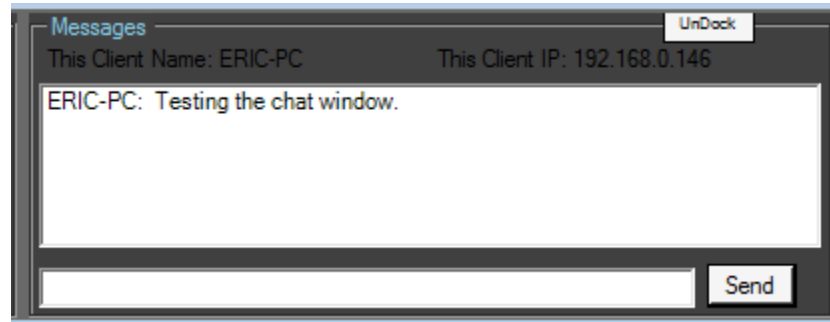 Messages UnDock
This Client Name: ERIC-PC This Client IP: 192.168.0.146
ERIC-PC:  Testing the chat window.
Send